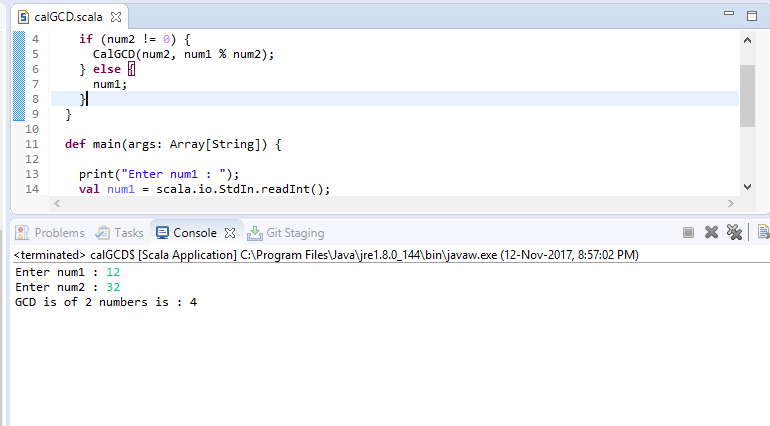 calGCD.scala
4 if (num2 != 0) {
5 CalGCD(num2, num1 % num2);
6 } else {
7 num1;
8 }
9 }
10
11 def main(args: Array[String]) {
12
13 print("Enter num1 : ");
14 val num1 = scala.io.StdIn.readInt();
Problems Tasks Console Git Staging
<terminated> calGCD$ [Scala Application] C:\Program Files\Java\jre1.8.0_144\bin\javaw.exe (12-Nov-2017, 8:57:02 PM)
Enter num1 : 12
Enter num2 : 32
GCD is of 2 numbers is : 4